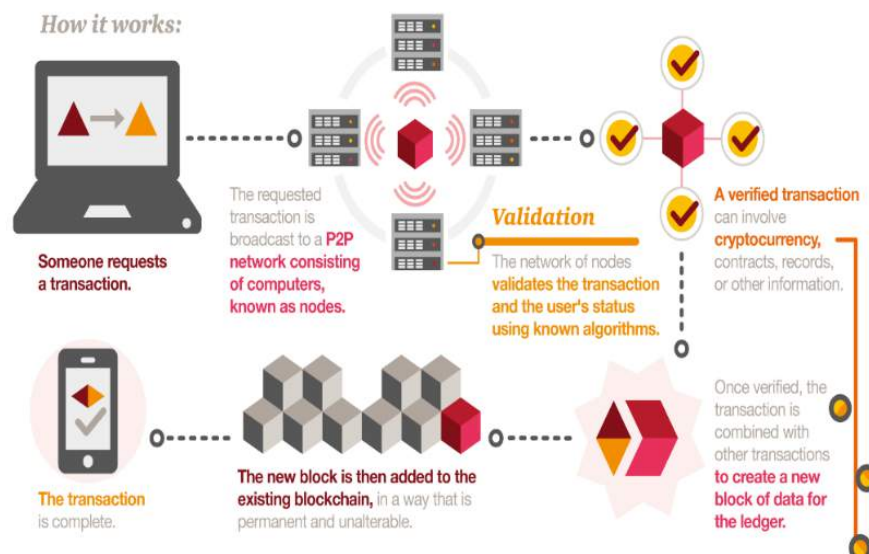 How it works:
Someone requests
a transaction.
The requested
transaction is
broadcast to a P2P
network consisting
of computers,
known as nodes.
Validation
The network of nodes
validates the transaction
and the user's status
using known algorithms.
A verified transaction
can involve
cryptocurrency,
contracts, records,
or other information.
Once verified, the
transaction is
combined with
other transactions
to create a new
block of data for
the ledger.
The new block is then added to the
existing blockchain, in a way that is
permanent and unalterable.
The transaction
is complete.